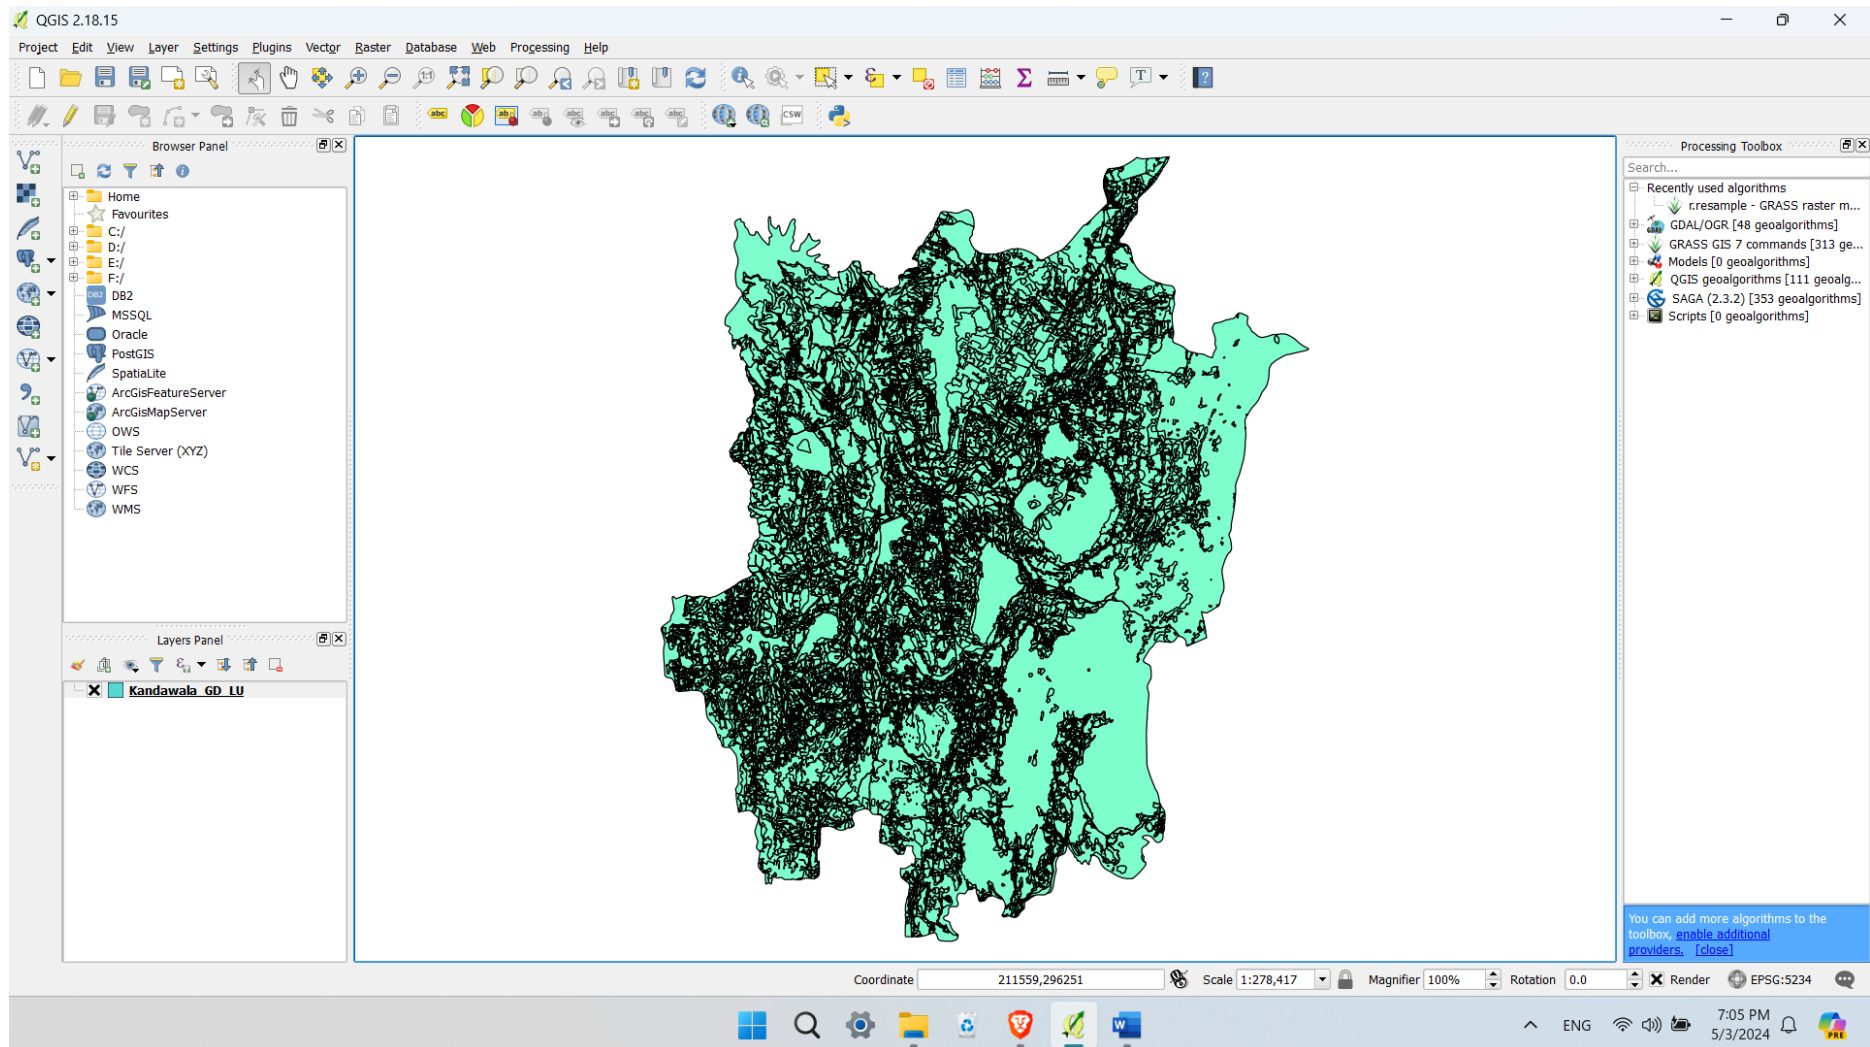 QGIS 2.18.15
Project Edit View Layer Settings Plugins Vector Raster Database Web Processing Help
Browser Panel
Home
Favourites
C:/
D:/
E:/
F:/
DB2
MSSQL
Oracle
PostGIS
SpatiaLite
ArcGisFeatureServer
ArcGisMapServer
OWS
Tile Server (XYZ)
WCS
WFS
WMS
Layers Panel
Kandawala_GD_LU
Processing Toolbox
Search...
Recently used algorithms
r.resample - GRASS raster m...
GDAL/OGR [48 geoalgorithms]
GRASS GIS 7 commands [313 ge...
Models [0 geoalgorithms]
QGIS geoalgorithms [111 geoalg...
SAGA (2.3.2) [353 geoalgorithms]
Scripts [0 geoalgorithms]
You can add more algorithms to the
toolbox, enable additional
providers. [close]
Coordinate 211559,296251 Scale 1:278,417 Magnifier 100% Rotation 0.0 Render EPSG:5234
ENG 7:05 PM
5/3/2024